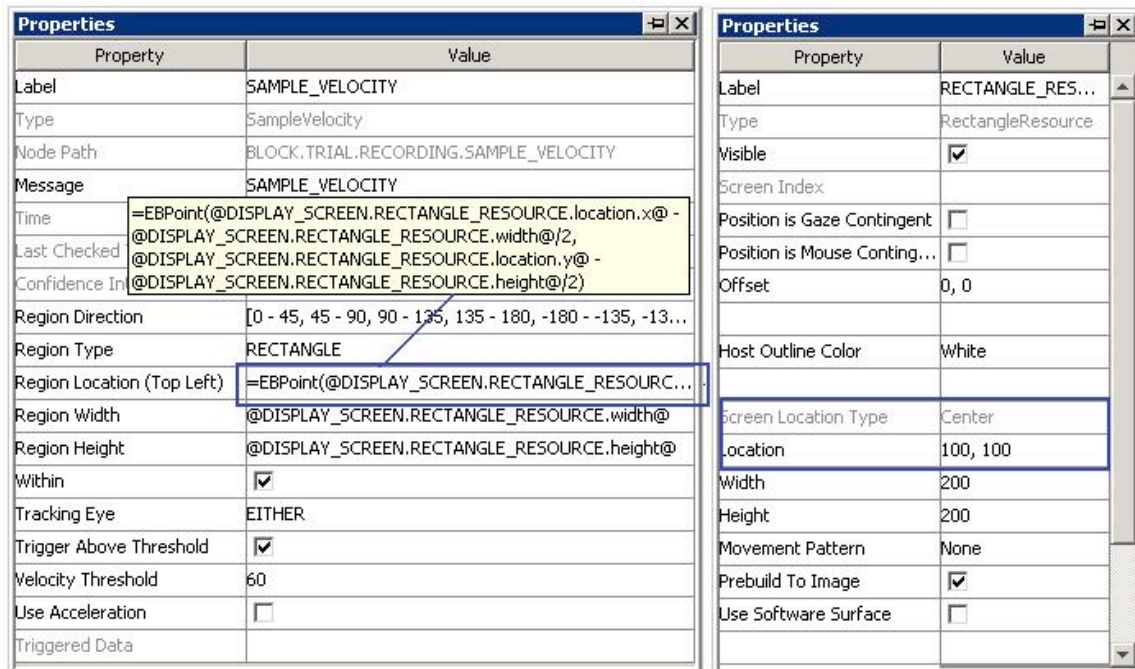 Properties
Property Value
Label SAMPLE_VELOCITY
Type SampleVelocity
Node Path BLOCK.TRIAL.RECORDING.SAMPLE_VELOCITY
Message SAMPLE_VELOCITY
Time
Last Checked
Confidence In
=EBPoint(@DISPLAY_SCREEN.RECTANGLE_RESOURCE.location.x@ -
@DISPLAY_SCREEN.RECTANGLE_RESOURCE.width@/2,
@DISPLAY_SCREEN.RECTANGLE_RESOURCE.location.y@ -
@DISPLAY_SCREEN.RECTANGLE_RESOURCE.height@/2)
Region Direction [0 - 45, 45 - 90, 90 - 135, 135 - 180, -180 - -135, -13...
Region Type RECTANGLE
Region Location (Top Left) =EBPoint(@DISPLAY_SCREEN.RECTANGLE_RESOURC...
Region Width @DISPLAY_SCREEN.RECTANGLE_RESOURCE.width@
Region Height @DISPLAY_SCREEN.RECTANGLE_RESOURCE.height@
Within
Tracking Eye EITHER
Trigger Above Threshold
Velocity Threshold 60
Use Acceleration
Triggered Data
Properties
Property Value
Label RECTANGLE_RES...
Type RectangleResource
Visible
Screen Index
Position is Gaze Contingent
Position is Mouse Conting...
Offset 0, 0
Host Outline Color White
Screen Location Type Center
Location 100, 100
Width 200
Height 200
Movement Pattern None
Prebuild To Image
Use Software Surface